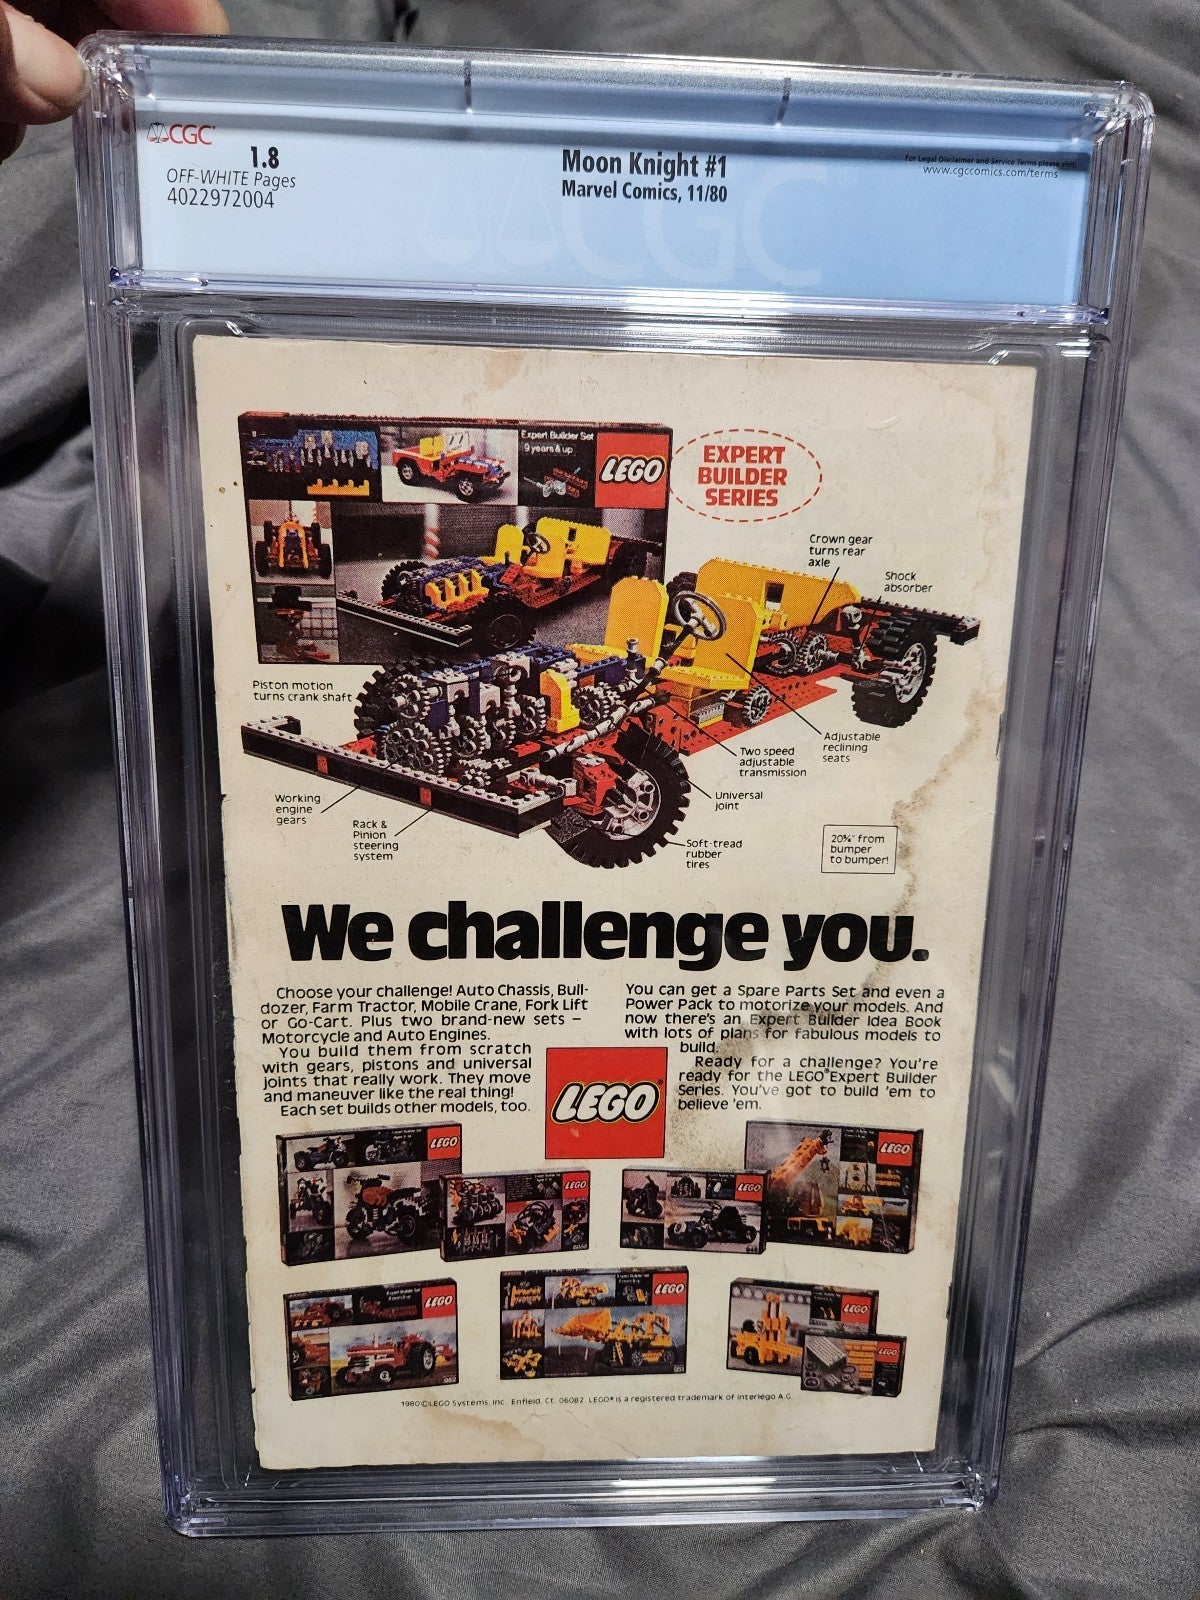 CGC
1.8
OFF-WHITE Pages
4022972004
Moon Knight #1
Marvel Comics, 11/80
For Legal Disclaimer and Service Terms please visit:
www.cgccomics.com/terms
CGC
Expert Builder Set
9 years & up
LEGO
EXPERT
BUILDER
SERIES
Crown gear
turns rear
axle
Shock
absorber
Piston motion
turns crank shaft
Adjustable
reclining
seats
Two speed
adjustable
transmission
Universal
joint
Working
engine
gears
Rack &
Pinion
steering
system
Soft-tread
rubber
tires
20¾" from
bumper
to bumper!
We challenge you.
Choose your challenge! Auto Chassis, Bull-
dozer, Farm Tractor, Mobile Crane, Fork Lift
or Go-Cart. Plus two brand-new sets –
Motorcycle and Auto Engines.
You build them from scratch
with gears, pistons and universal
joints that really work. They move
and maneuver like the real thing!
Each set builds other models, too.
You can get a Spare Parts Set and even a
Power Pack to motorize your models. And
now there's an Expert Builder Idea Book
with lots of plans for fabulous models to
build.
Ready for a challenge? You're
ready for the LEGO® Expert Builder
Series. You've got to build 'em to
believe 'em.
LEGO
LEGO
LEGO
LEGO
LEGO
LEGO
LEGO
LEGO
LEGO
1980 © LEGO Systems, Inc., Enfield, Ct. 06082. LEGO® is a registered trademark of Interlego A.G.